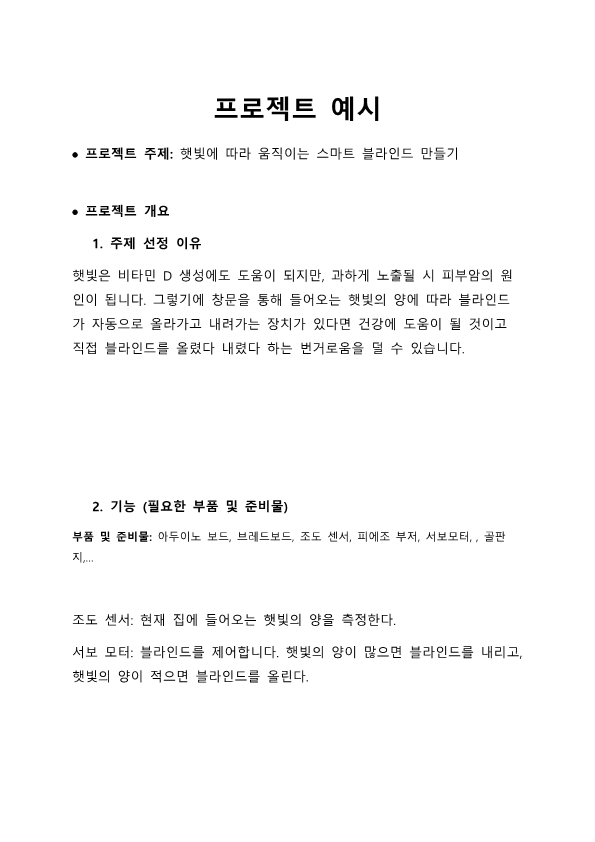 프로젝트 예시
● 프로젝트 주제: 햇빛에 따라 움직이는 스마트 블라인드 만들기
● 프로젝트 개요
1. 주제 선정 이유
햇빛은 비타민 D 생성에도 도움이 되지만, 과하게 노출될 시 피부암의 원
인이 됩니다. 그렇기에 창문을 통해 들어오는 햇빛의 양에 따라 블라인드
가 자동으로 올라가고 내려가는 장치가 있다면 건강에 도움이 될 것이고
직접 블라인드를 올렸다 내렸다 하는 번거로움을 덜 수 있습니다.
2. 기능 (필요한 부품 및 준비물)
부품 및 준비물: 아두이노 보드, 브레드보드, 조도 센서, 피에조 부저, 서보모터, , 골판
지,...
조도 센서: 현재 집에 들어오는 햇빛의 양을 측정한다.
서보 모터: 블라인드를 제어합니다. 햇빛의 양이 많으면 블라인드를 내리고,
햇빛의 양이 적으면 블라인드를 올린다.